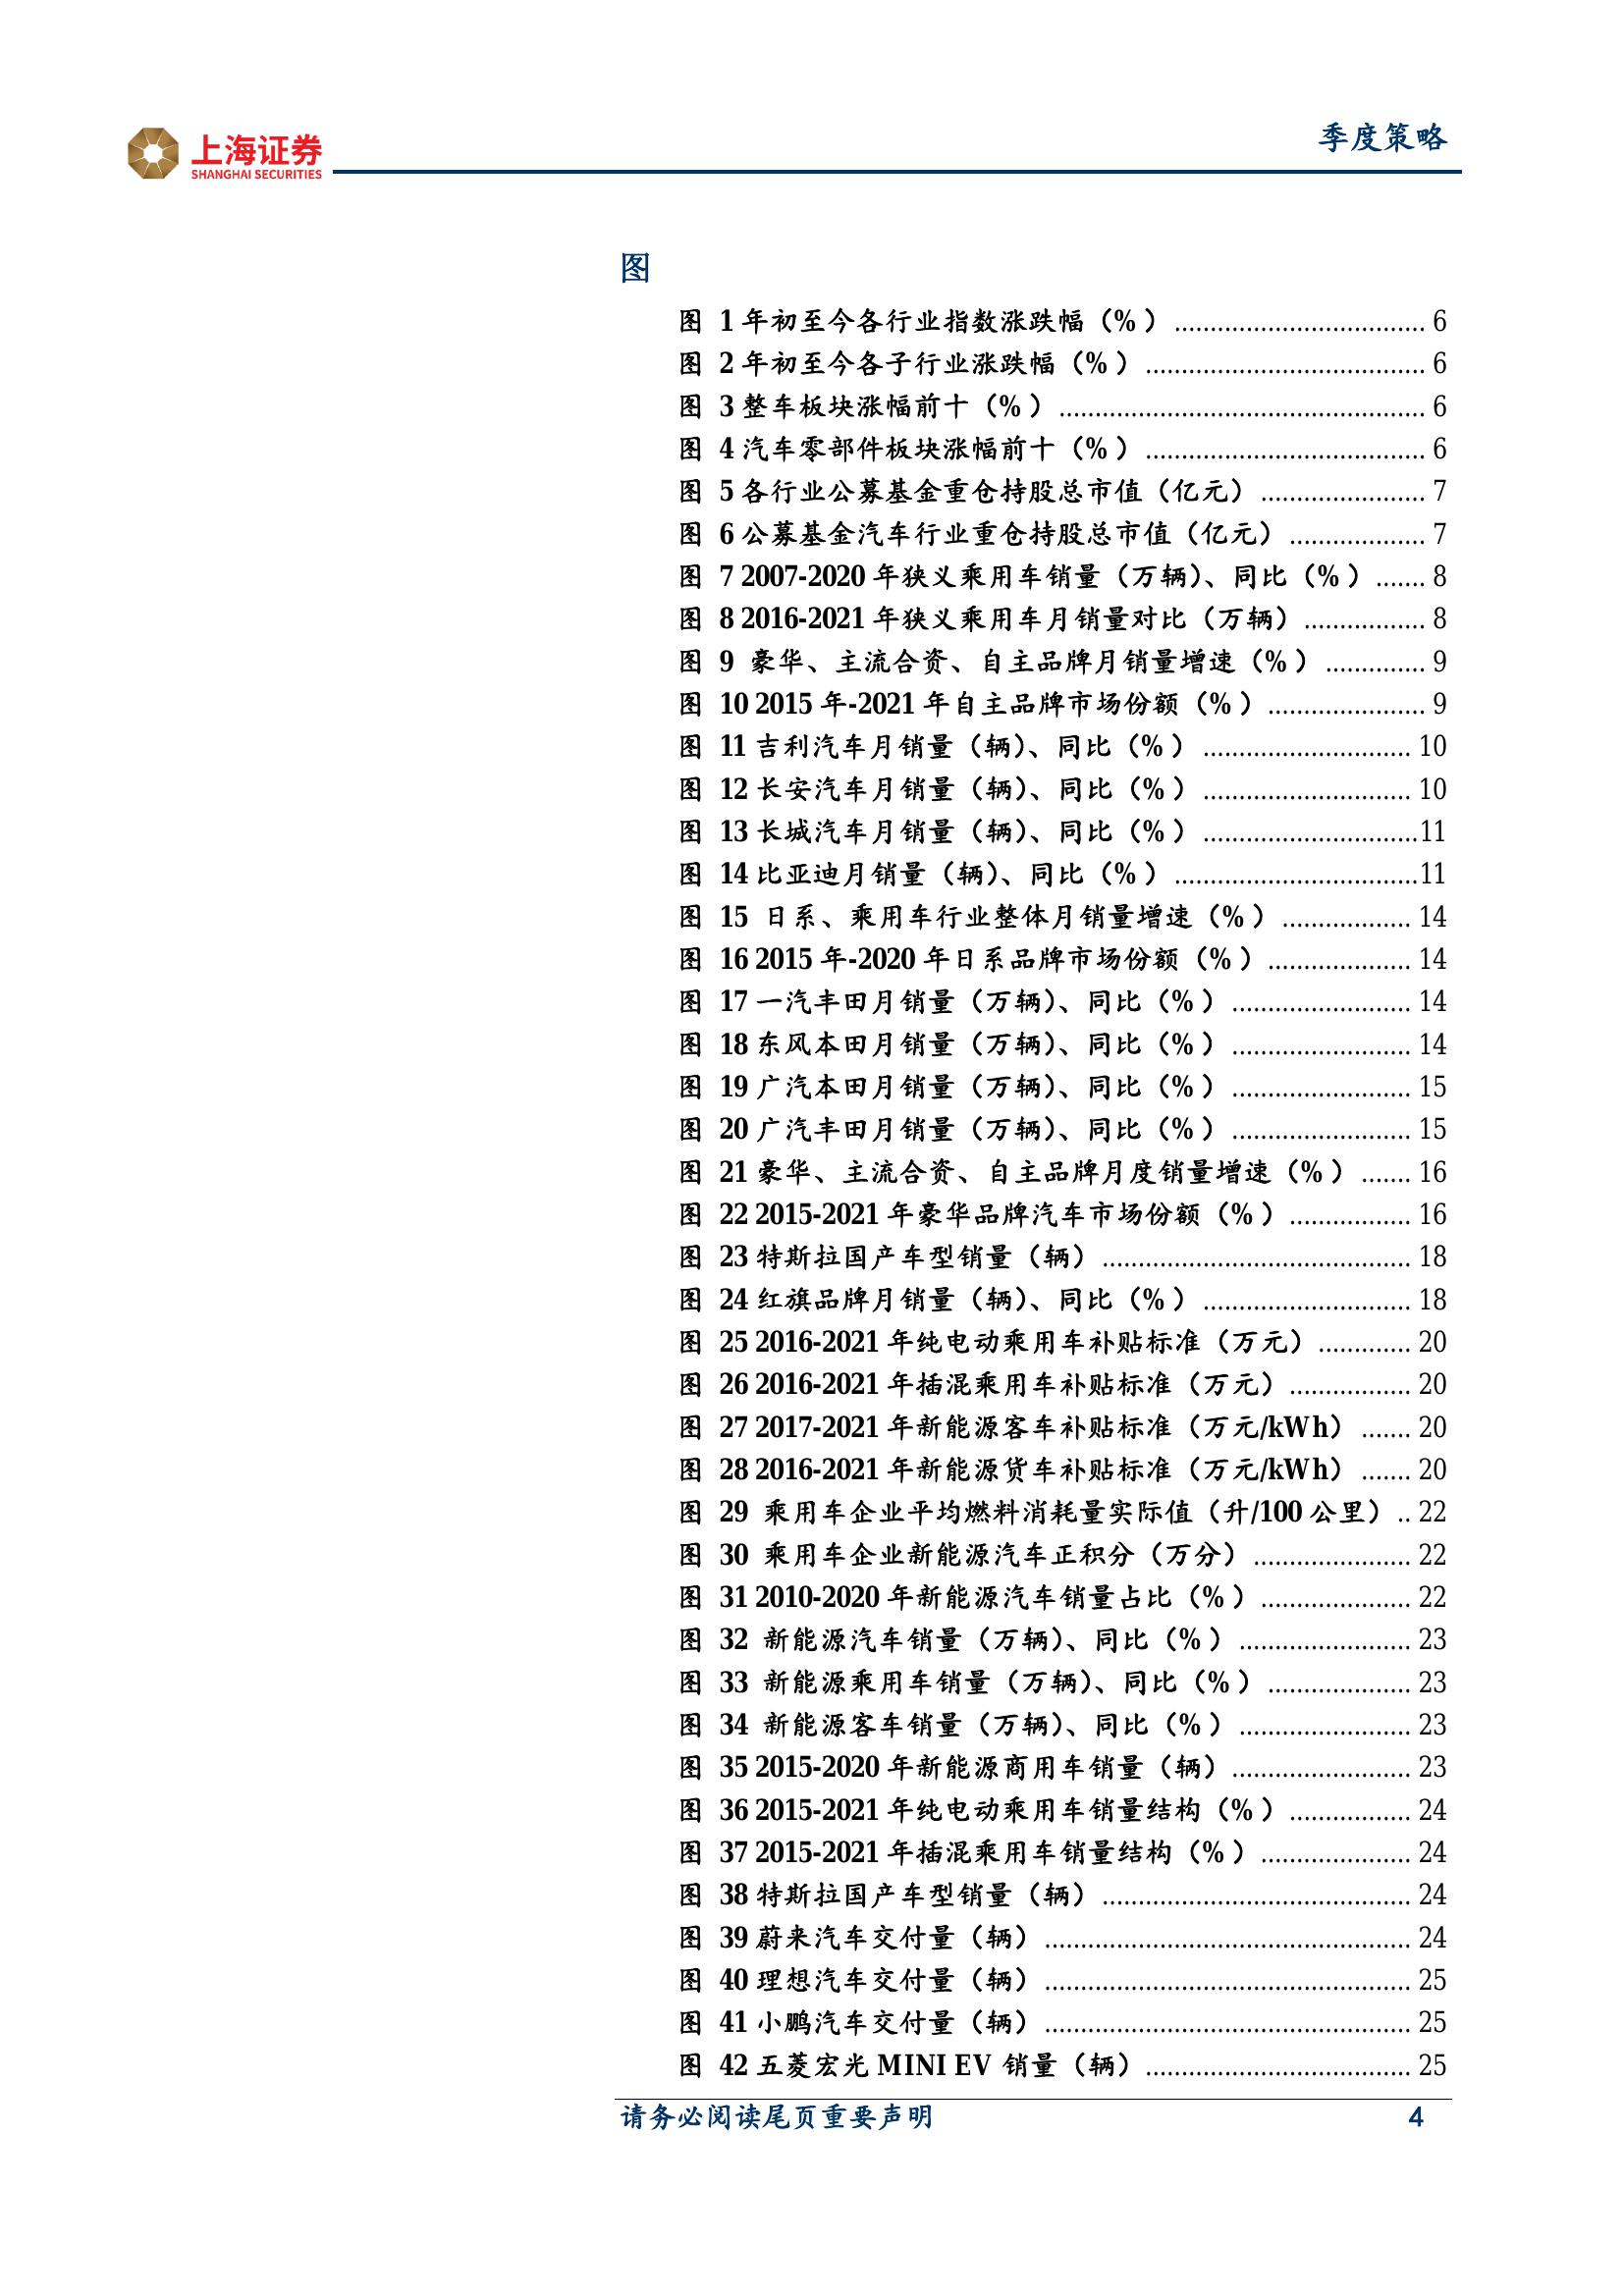 上海证券
SHANGHAI SECURITIES
季度策略
图
图 1 年初至今各行业指数涨跌幅（%） ................................... 6
图 2 年初至今各子行业涨跌幅（%） ....................................... 6
图 3 整车板块涨幅前十（%） ................................................... 6
图 4 汽车零部件板块涨幅前十（%） ....................................... 6
图 5 各行业公募基金重仓持股总市值（亿元） ....................... 7
图 6 公募基金汽车行业重仓持股总市值（亿元） ................... 7
图 7 2007-2020 年狭义乘用车销量（万辆）、同比（%） ....... 8
图 8 2016-2021 年狭义乘用车月销量对比（万辆） ................. 8
图 9 豪华、主流合资、自主品牌月销量增速（%） .............. 9
图 10 2015 年-2021 年自主品牌市场份额（%） ...................... 9
图 11 吉利汽车月销量（辆）、同比（%） ............................. 10
图 12 长安汽车月销量（辆）、同比（%） ............................. 10
图 13 长城汽车月销量（辆）、同比（%） .............................. 11
图 14 比亚迪月销量（辆）、同比（%） .................................. 11
图 15 日系、乘用车行业整体月销量增速（%） .................. 14
图 16 2015 年-2020 年日系品牌市场份额（%） .................... 14
图 17 一汽丰田月销量（万辆）、同比（%） ......................... 14
图 18 东风本田月销量（万辆）、同比（%） ......................... 14
图 19 广汽本田月销量（万辆）、同比（%） ......................... 15
图 20 广汽丰田月销量（万辆）、同比（%） ......................... 15
图 21 豪华、主流合资、自主品牌月度销量增速（%） ....... 16
图 22 2015-2021 年豪华品牌汽车市场份额（%） ................. 16
图 23 特斯拉国产车型销量（辆） ........................................... 18
图 24 红旗品牌月销量（辆）、同比（%） ............................. 18
图 25 2016-2021 年纯电动乘用车补贴标准（万元） ............. 20
图 26 2016-2021 年插混乘用车补贴标准（万元） ................. 20
图 27 2017-2021 年新能源客车补贴标准（万元/kWh） ....... 20
图 28 2016-2021 年新能源货车补贴标准（万元/kWh） ....... 20
图 29 乘用车企业平均燃料消耗量实际值（升/100 公里） .. 22
图 30 乘用车企业新能源汽车正积分（万分） ...................... 22
图 31 2010-2020 年新能源汽车销量占比（%） ..................... 22
图 32 新能源汽车销量（万辆）、同比（%） ........................ 23
图 33 新能源乘用车销量（万辆）、同比（%） .................... 23
图 34 新能源客车销量（万辆）、同比（%） ........................ 23
图 35 2015-2020 年新能源商用车销量（辆） ......................... 23
图 36 2015-2021 年纯电动乘用车销量结构（%） ................. 24
图 37 2015-2021 年插混乘用车销量结构（%） ..................... 24
图 38 特斯拉国产车型销量（辆） ........................................... 24
图 39 蔚来汽车交付量（辆） ................................................... 24
图 40 理想汽车交付量（辆） ................................................... 25
图 41 小鹏汽车交付量（辆） ................................................... 25
图 42 五菱宏光 MINI EV 销量（辆） ..................................... 25
请务必阅读尾页重要声明 4